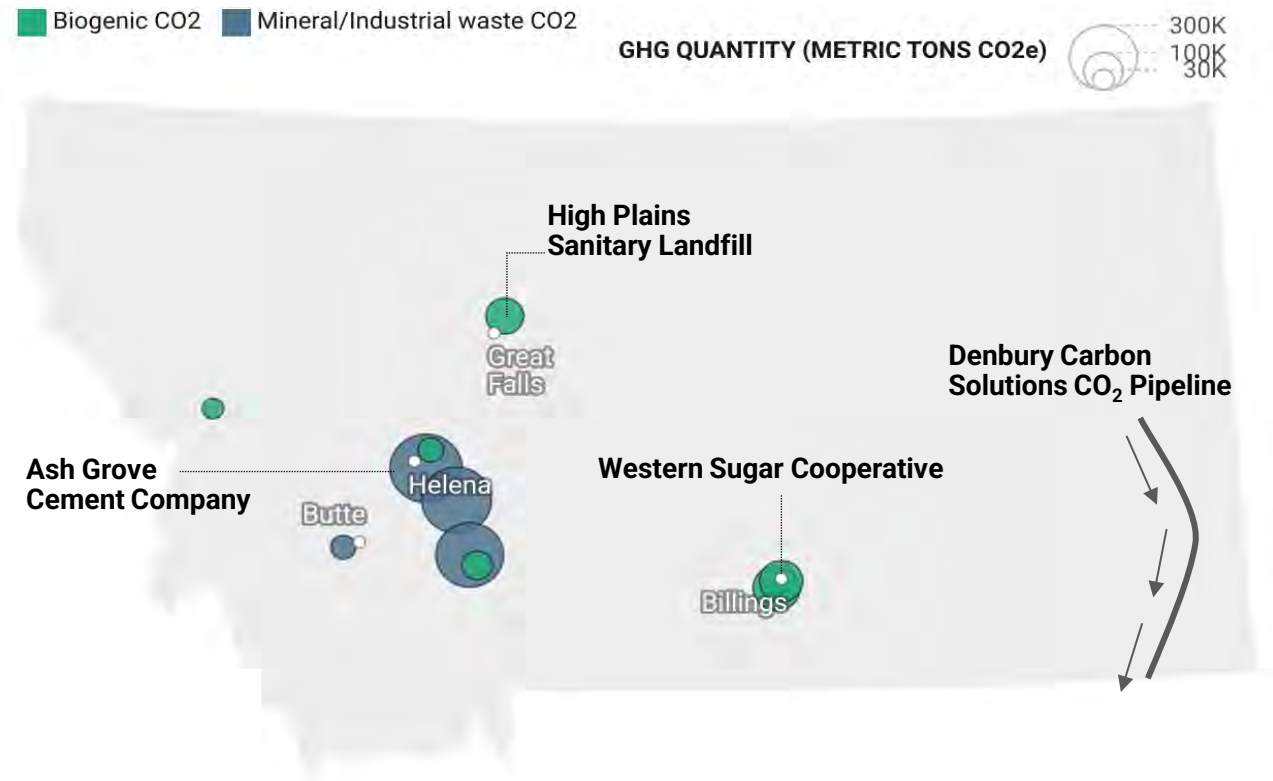 Biogenic CO2 Mineral/Industrial waste CO2
GHG QUANTITY (METRIC TONS CO2e)
300K
100K
30K
High Plains
Sanitary Landfill
Great
Falls
Denbury Carbon
Solutions CO₂ Pipeline
Ash Grove
Cement Company
Western Sugar Cooperative
Helena
Butte
Billings